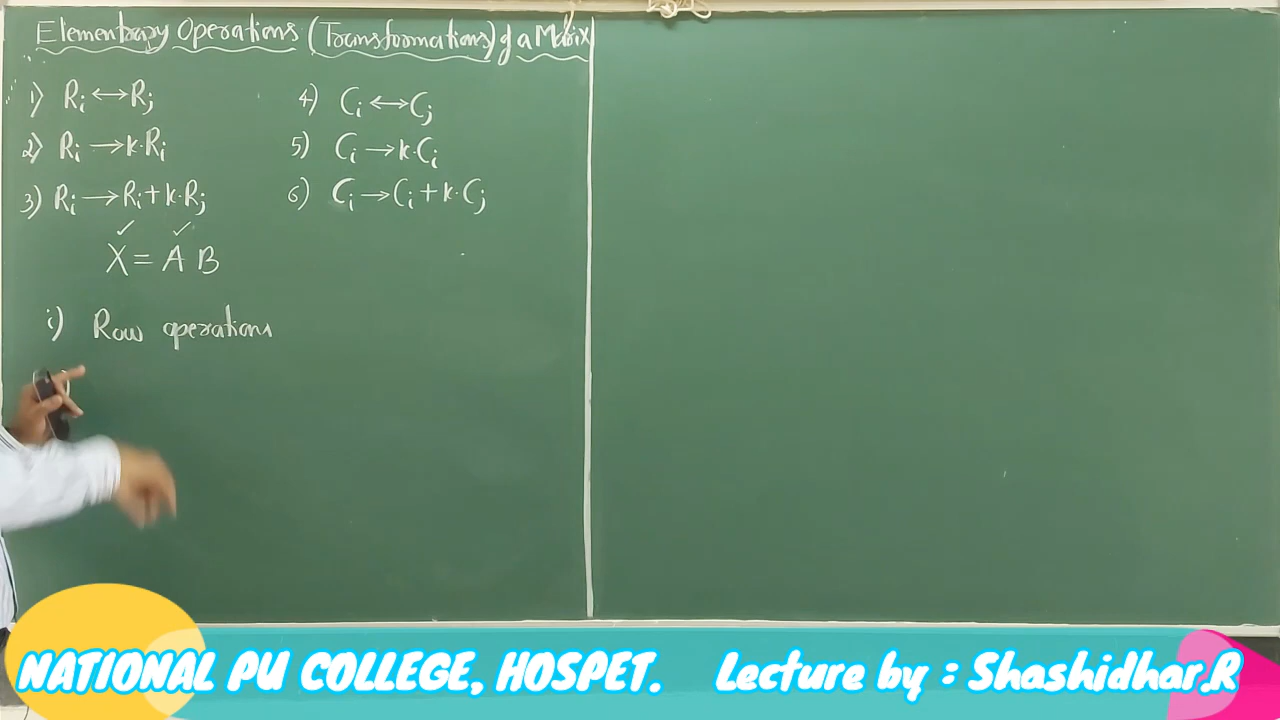 Elementary Operations (Transformations) of a Matrix
1) Ri ↔ Rj
2) Ri → k·Ri
3) Ri → Ri + k·Rj
4) Ci ↔ Cj
5) Ci → k·Ci
6) Ci → Ci + k·Cj
✓ ✓
X = A B
i) Row operations
NATIONAL PU COLLEGE, HOSPET. Lecture by : Shashidhar.R